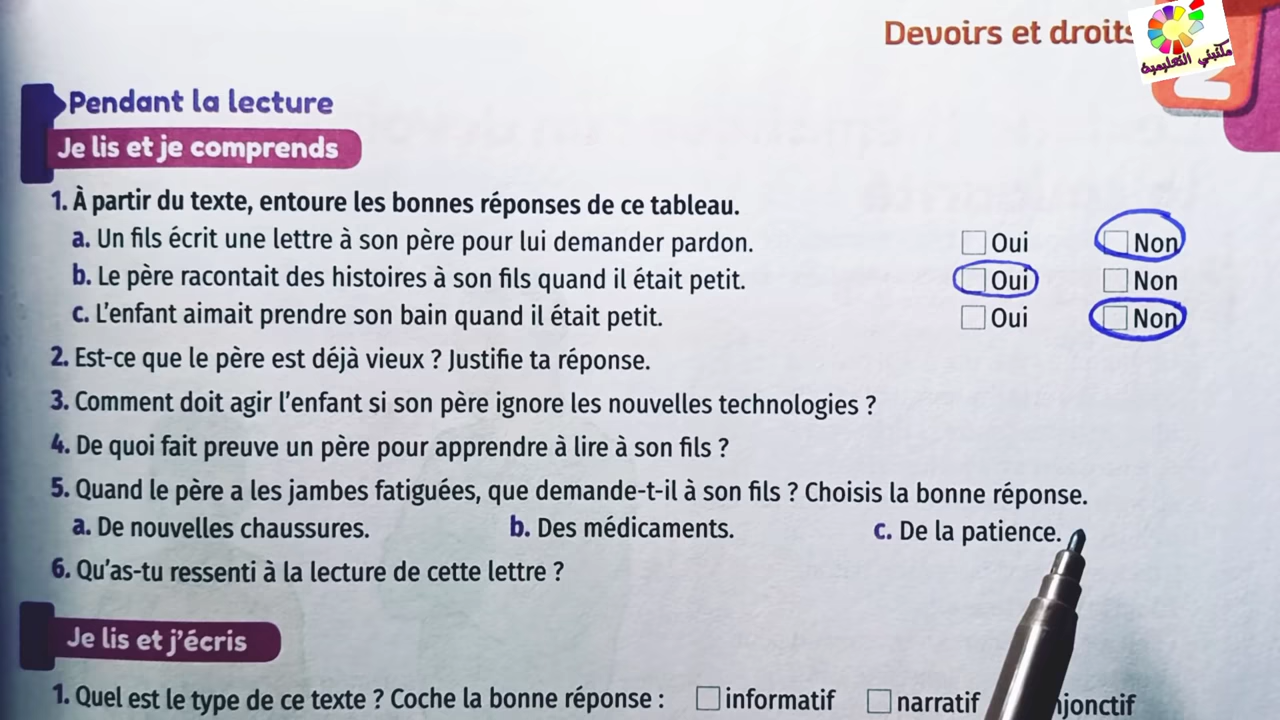 Devoirs et droits
مكتبتي التعليمية
2
Pendant la lecture
Je lis et je comprends
1. À partir du texte, entoure les bonnes réponses de ce tableau.
a. Un fils écrit une lettre à son père pour lui demander pardon. Oui Non
b. Le père racontait des histoires à son fils quand il était petit. Oui Non
c. L'enfant aimait prendre son bain quand il était petit. Oui Non
2. Est-ce que le père est déjà vieux ? Justifie ta réponse.
3. Comment doit agir l'enfant si son père ignore les nouvelles technologies ?
4. De quoi fait preuve un père pour apprendre à lire à son fils ?
5. Quand le père a les jambes fatiguées, que demande-t-il à son fils ? Choisis la bonne réponse.
a. De nouvelles chaussures. b. Des médicaments. c. De la patience.
6. Qu'as-tu ressenti à la lecture de cette lettre ?
Je lis et j'écris
1. Quel est le type de ce texte ? Coche la bonne réponse : informatif narratif njonctif